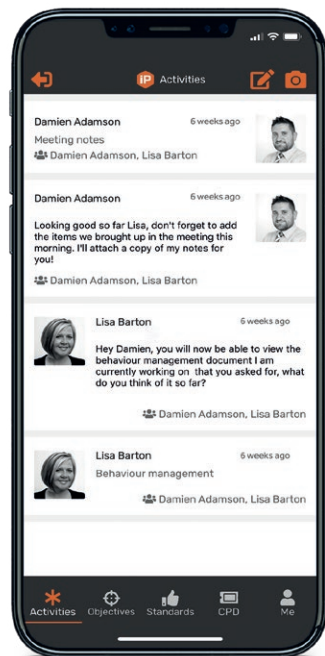 iP Activities
Damien Adamson 6 weeks ago
Meeting notes
Damien Adamson, Lisa Barton
Damien Adamson 6 weeks ago
Looking good so far Lisa, don't forget to add
the items we brought up in the meeting this
morning. I'll attach a copy of my notes for
you!
Damien Adamson, Lisa Barton
Lisa Barton 6 weeks ago
Hey Damien, you will now be able to view the
behaviour management document I am
currently working on that you asked for, what
do you think of it so far?
Damien Adamson, Lisa Barton
Lisa Barton 6 weeks ago
Behaviour management
Damien Adamson, Lisa Barton
Activities Objectives Standards CPD Me